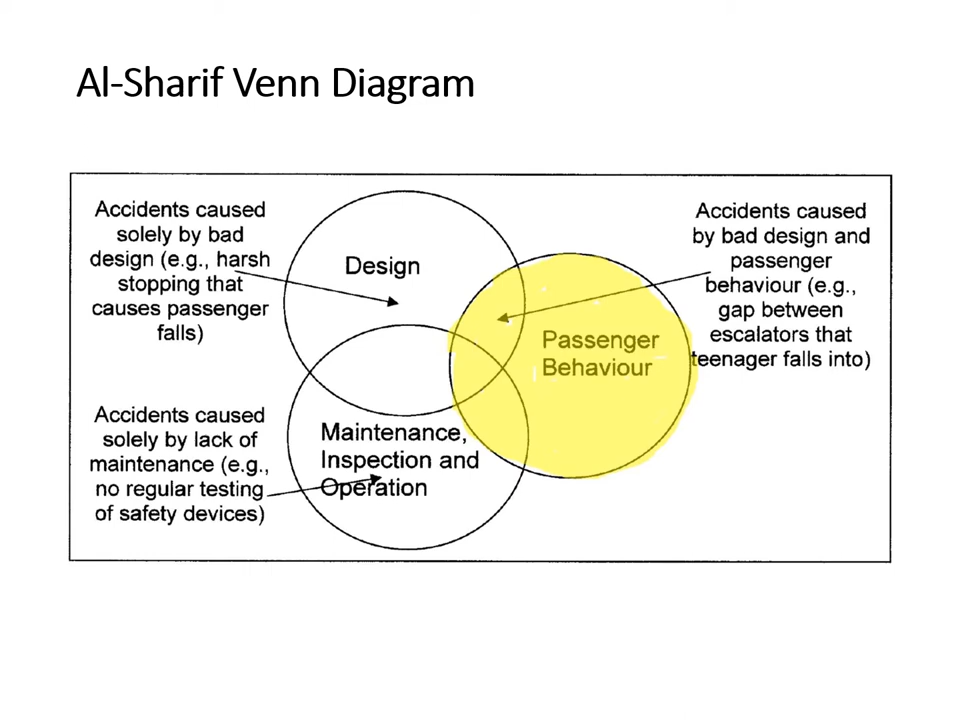 Al-Sharif Venn Diagram
Accidents caused
solely by bad
design (e.g., harsh
stopping that
causes passenger
falls)
Design
Accidents caused
by bad design and
passenger
behaviour (e.g.,
gap between
escalators that
teenager falls into)
Passenger
Behaviour
Accidents caused
solely by lack of
maintenance (e.g.,
no regular testing
of safety devices)
Maintenance,
Inspection and
Operation